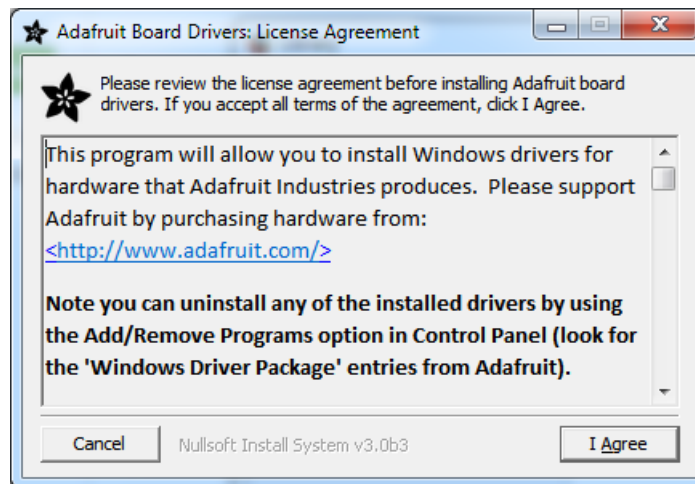 Adafruit Board Drivers: License Agreement
Please review the license agreement before installing Adafruit board
drivers. If you accept all terms of the agreement, click I Agree.
This program will allow you to install Windows drivers for
hardware that Adafruit Industries produces.  Please support
Adafruit by purchasing hardware from:
<http://www.adafruit.com/>
Note you can uninstall any of the installed drivers by using
the Add/Remove Programs option in Control Panel (look for
the 'Windows Driver Package' entries from Adafruit).
Cancel
Nullsoft Install System v3.0b3
I Agree